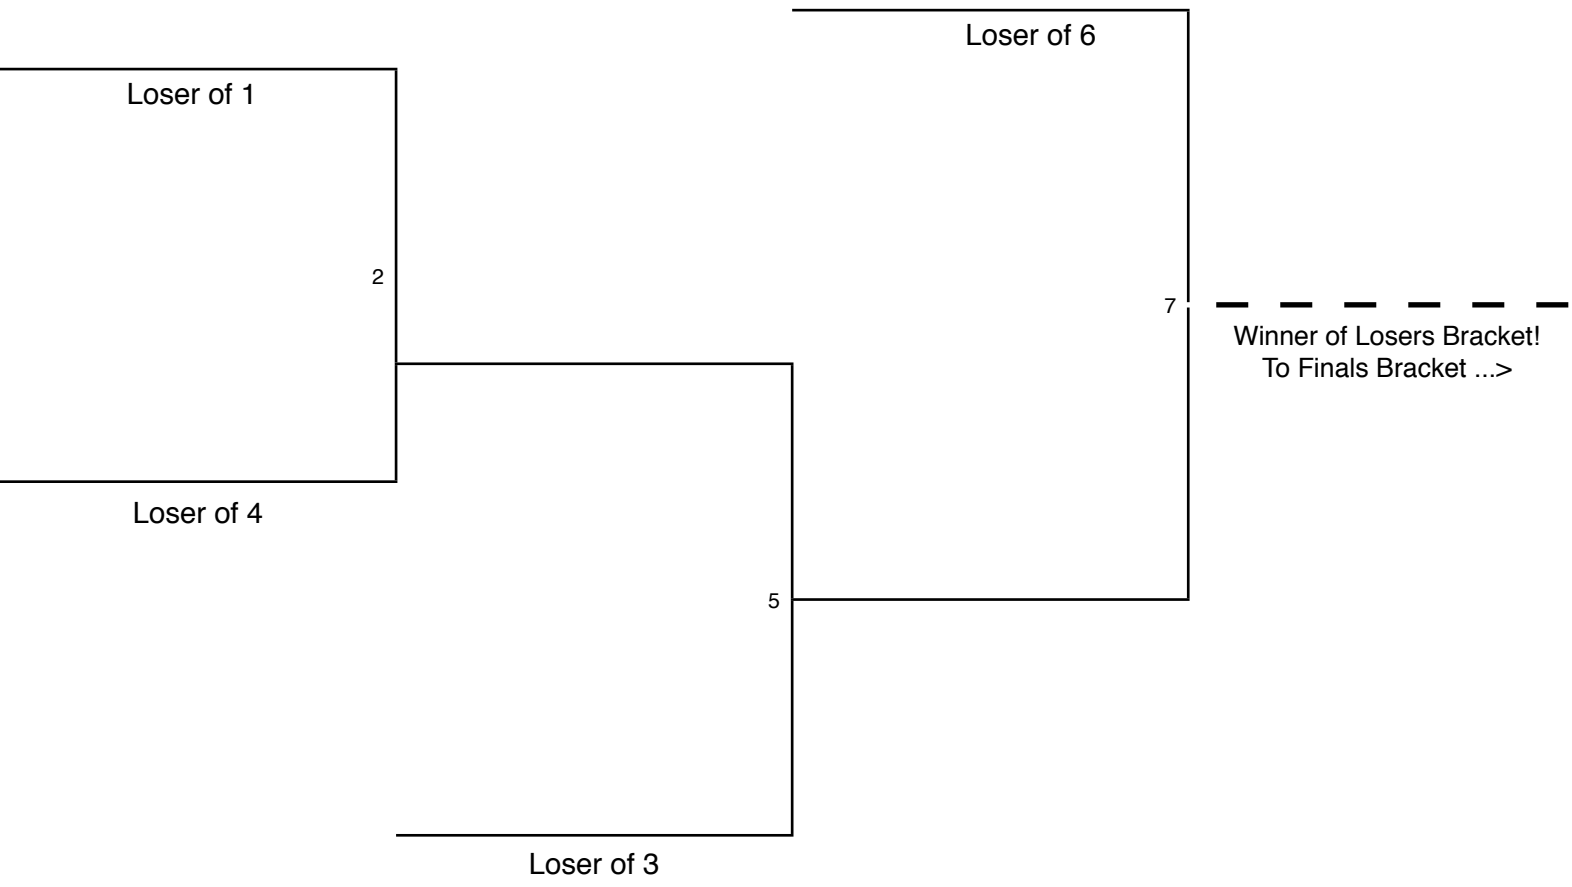 Loser of 6
Loser of 1
2
7
Winner of Losers Bracket!
To Finals Bracket ...>
Loser of 4
5
Loser of 3